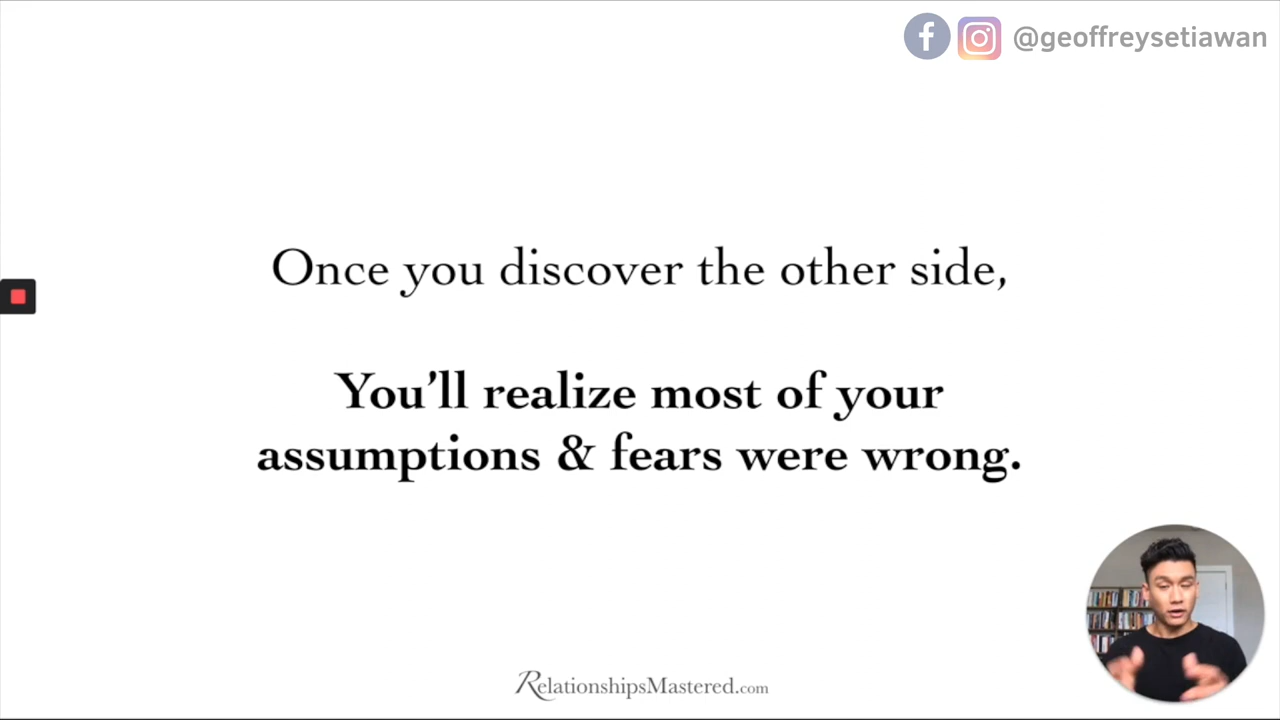 @geoffreysetiawan
Once you discover the other side,
You’ll realize most of your
assumptions & fears were wrong.
RelationshipsMastered.com